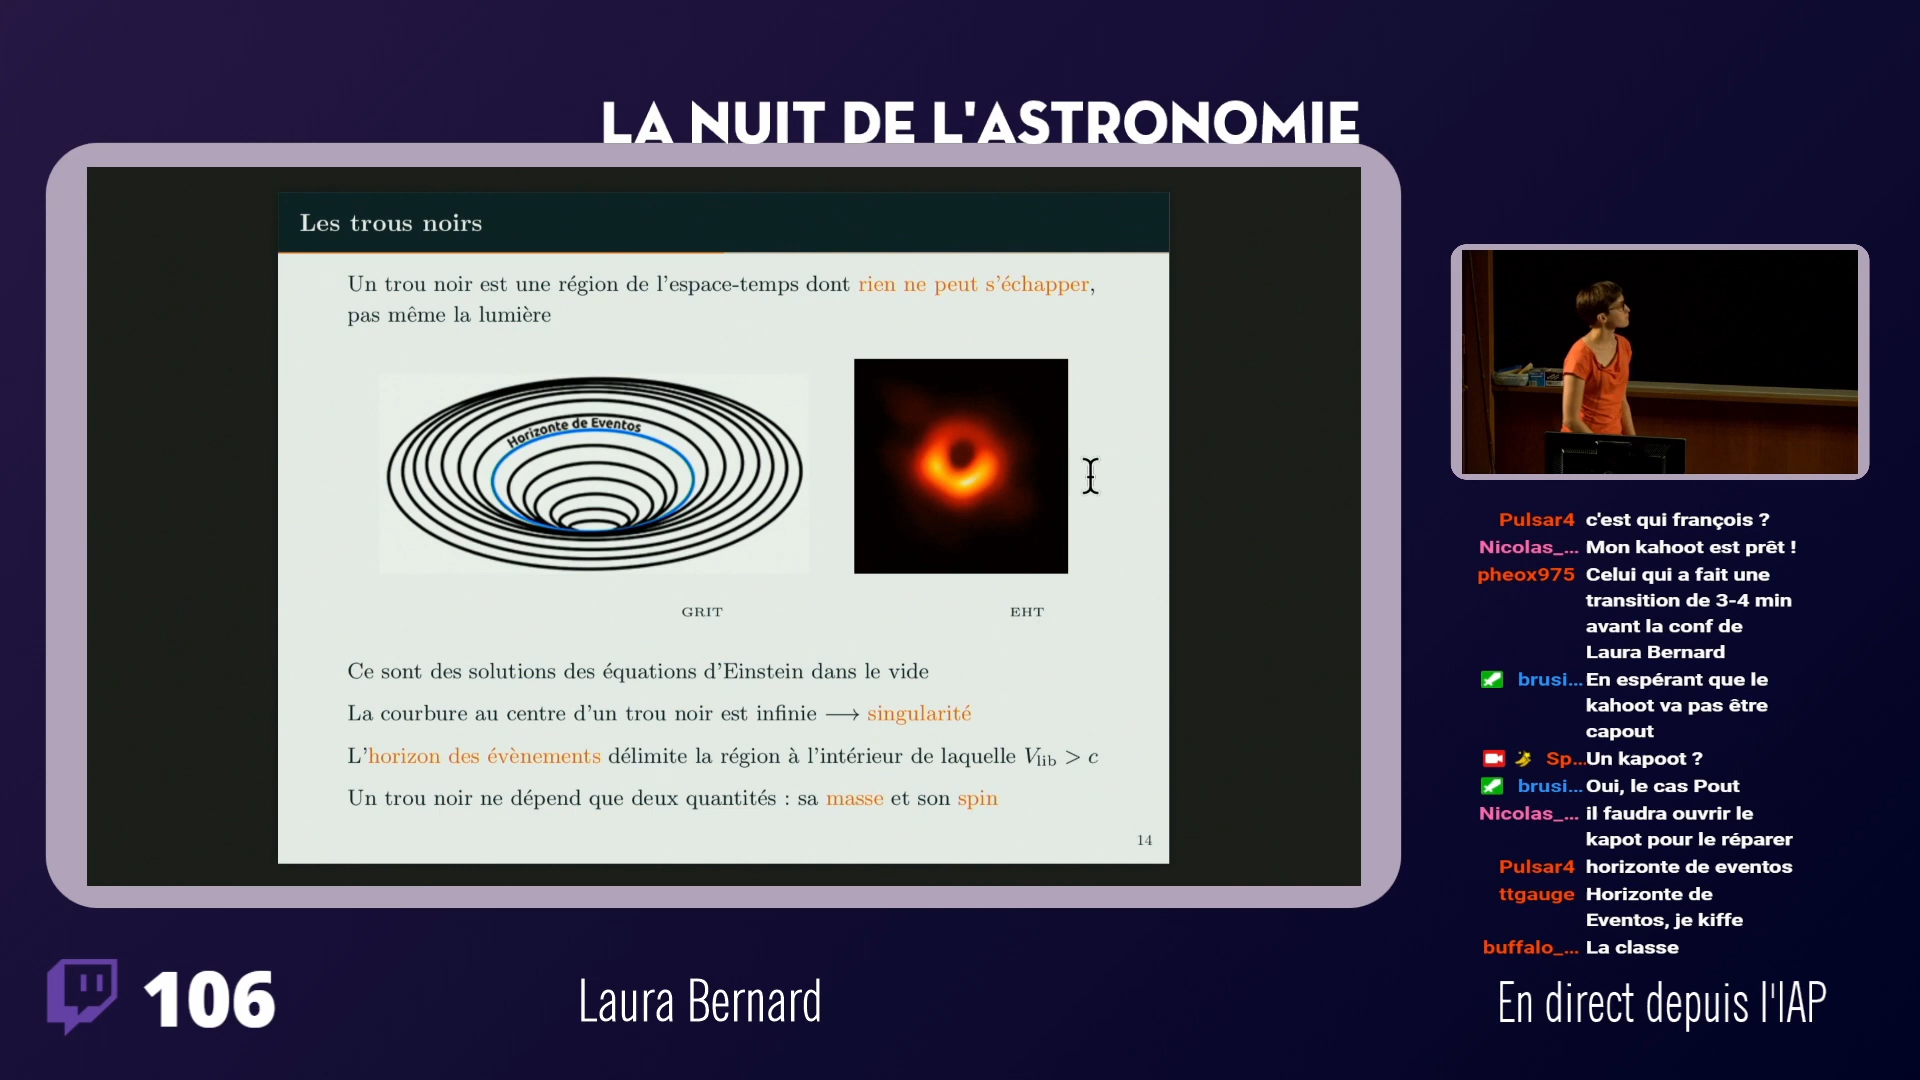 LA NUIT DE L'ASTRONOMIE
Les trous noirs
Un trou noir est une région de l'espace-temps dont rien ne peut s'échapper,
pas même la lumière
Horizonte de Eventos
GRIT
EHT
Ce sont des solutions des équations d'Einstein dans le vide
La courbure au centre d'un trou noir est infinie ⟶ singularité
L'horizon des évènements délimite la région à l'intérieur de laquelle V_lib > c
Un trou noir ne dépend que deux quantités : sa masse et son spin
14
Pulsar4 c'est qui françois ?
Nicolas_... Mon kahoot est prêt !
pheox975 Celui qui a fait une
transition de 3-4 min
avant la conf de
Laura Bernard
brusi... En espérant que le
kahoot va pas être
capout
Sp... Un kapoot ?
brusi... Oui, le cas Pout
Nicolas_... il faudra ouvrir le
kapot pour le réparer
Pulsar4 horizonte de eventos
ttgauge Horizonte de
Eventos, je kiffe
buffalo_... La classe
106
Laura Bernard
En direct depuis l'IAP